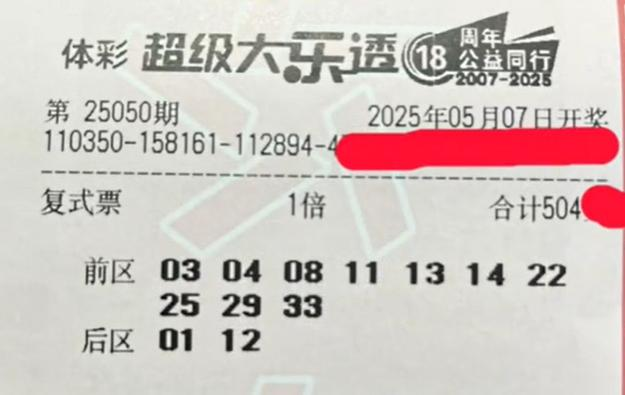 体彩 超级大乐透 18 周年
公益同行
2007-2025
第 25050期 2025年05月07日开奖
110350-158161-112894-4
复式票 1倍 合计504
前区 03 04 08 11 13 14 22
25 29 33
后区 01 12